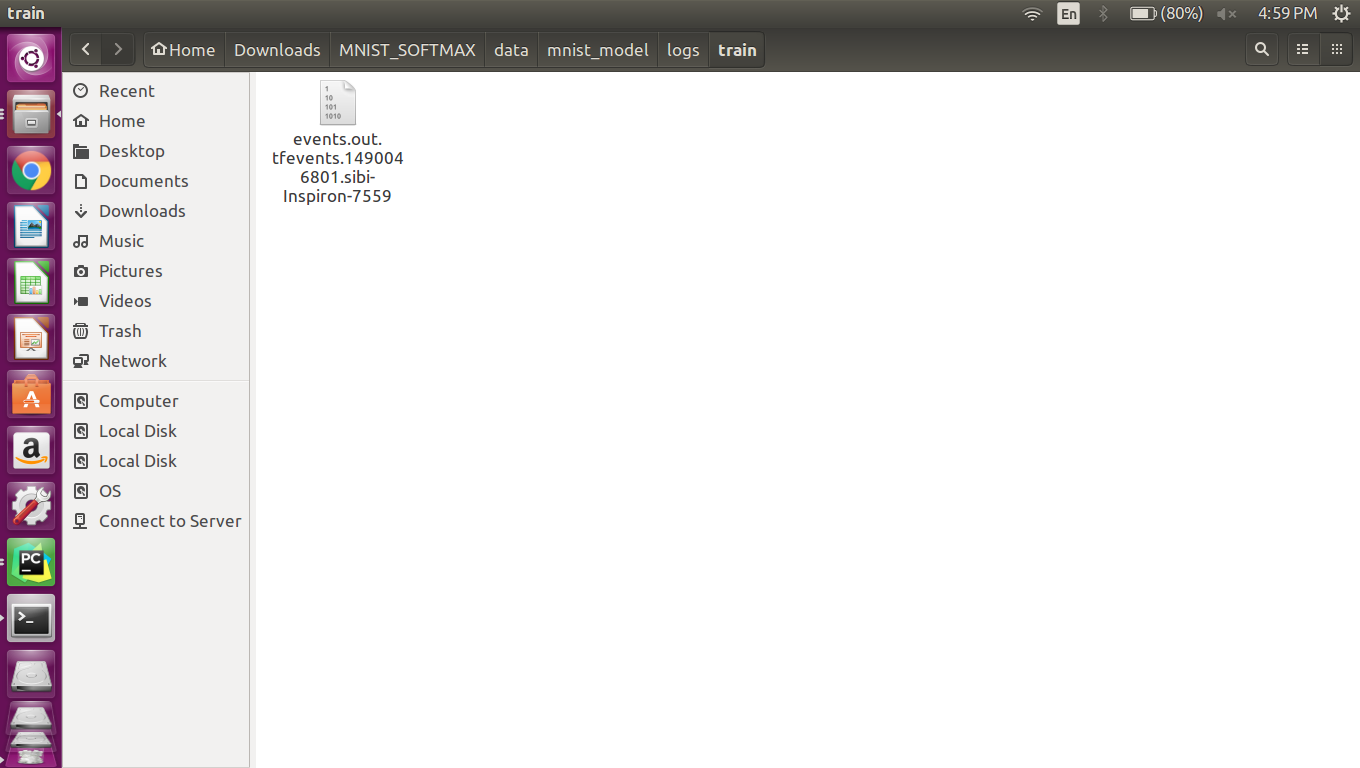 train
En
(80%)
4:59 PM
Home
Downloads
MNIST_SOFTMAX
data
mnist_model
logs
train
Recent
Home
Desktop
Documents
Downloads
Music
Pictures
Videos
Trash
Network
Computer
Local Disk
Local Disk
OS
Connect to Server
1
10
101
1010
events.out.
tfevents.149004
6801.sibi-
Inspiron-7559
A
a
PC
>_